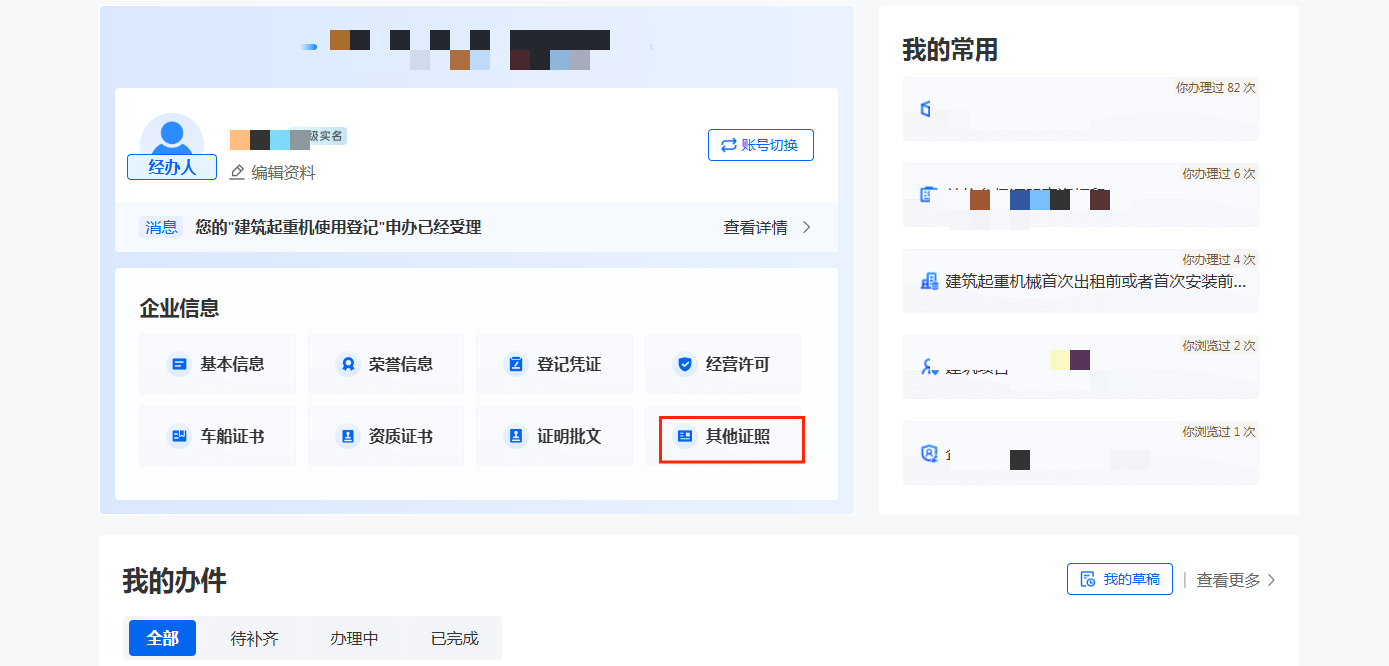 级实名
经办人
编辑资料
账号切换
消息 您的"建筑起重机使用登记"申办已经受理 查看详情
企业信息
基本信息 荣誉信息 登记凭证 经营许可
车船证书 资质证书 证明批文 其他证照
我的常用
你办理过 82 次
你办理过 6 次
你办理过 4 次
建筑起重机械首次出租前或者首次安装前...
你浏览过 2 次
你浏览过 1 次
我的办件
我的草稿 | 查看更多
全部 待补齐 办理中 已完成